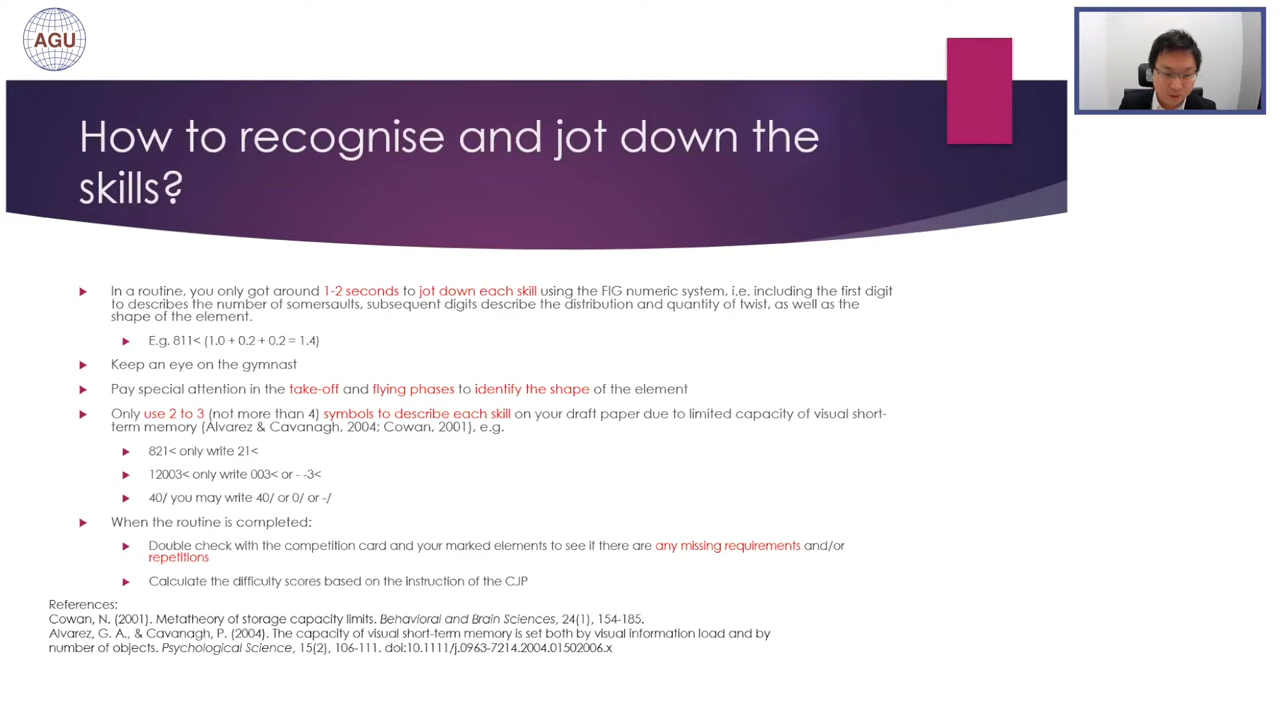 AGU
How to recognise and jot down the
skills?
In a routine, you only got around 1-2 seconds to jot down each skill using the FIG numeric system, i.e. including the first digit
to describes the number of somersaults, subsequent digits describe the distribution and quantity of twist, as well as the
shape of the element.
E.g. 811< (1.0 + 0.2 + 0.2 = 1.4)
Keep an eye on the gymnast
Pay special attention in the take-off and flying phases to identify the shape of the element
Only use 2 to 3 (not more than 4) symbols to describe each skill on your draft paper due to limited capacity of visual short-
term memory (Alvarez & Cavanagh, 2004; Cowan, 2001), e.g.
821< only write 21<
12003< only write 003< or - -3<
40/ you may write 40/ or 0/ or -/
When the routine is completed:
Double check with the competition card and your marked elements to see if there are any missing requirements and/or
repetitions
Calculate the difficulty scores based on the instruction of the CJP
References:
Cowan, N. (2001). Metatheory of storage capacity limits. Behavioral and Brain Sciences, 24(1), 154-185.
Alvarez, G. A., & Cavanagh, P. (2004). The capacity of visual short-term memory is set both by visual information load and by
number of objects. Psychological Science, 15(2), 106-111. doi:10.1111/j.0963-7214.2004.01502006.x